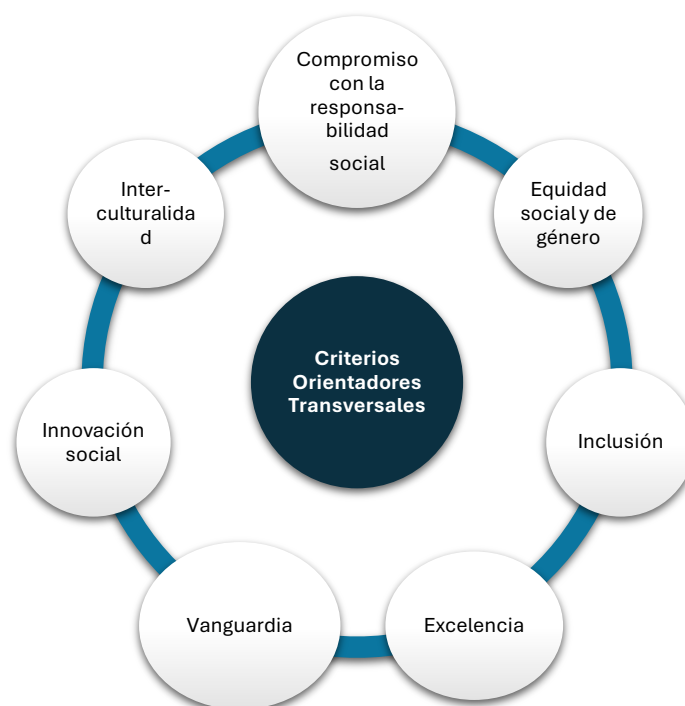 Compromiso
con la
responsa-
bilidad
social
Equidad
social y de
género
Inclusión
Excelencia
Vanguardia
Innovación
social
Inter-
culturalida
d
Criterios
Orientadores
Transversales